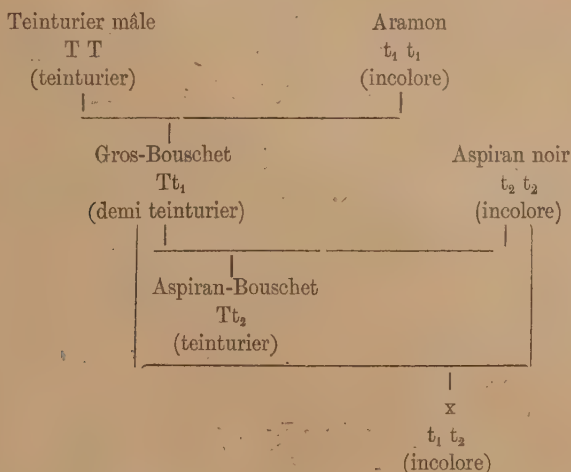 Teinturier mâle Aramon
T T t₁ t₁
(teinturier) (incolore)
Gros-Bouschet Aspiran noir
Tt₁ t₂ t₂
(demi teinturier) (incolore)
Aspiran-Bouschet
Tt₂
(teinturier)
x
t₁ t₂
(incolore)